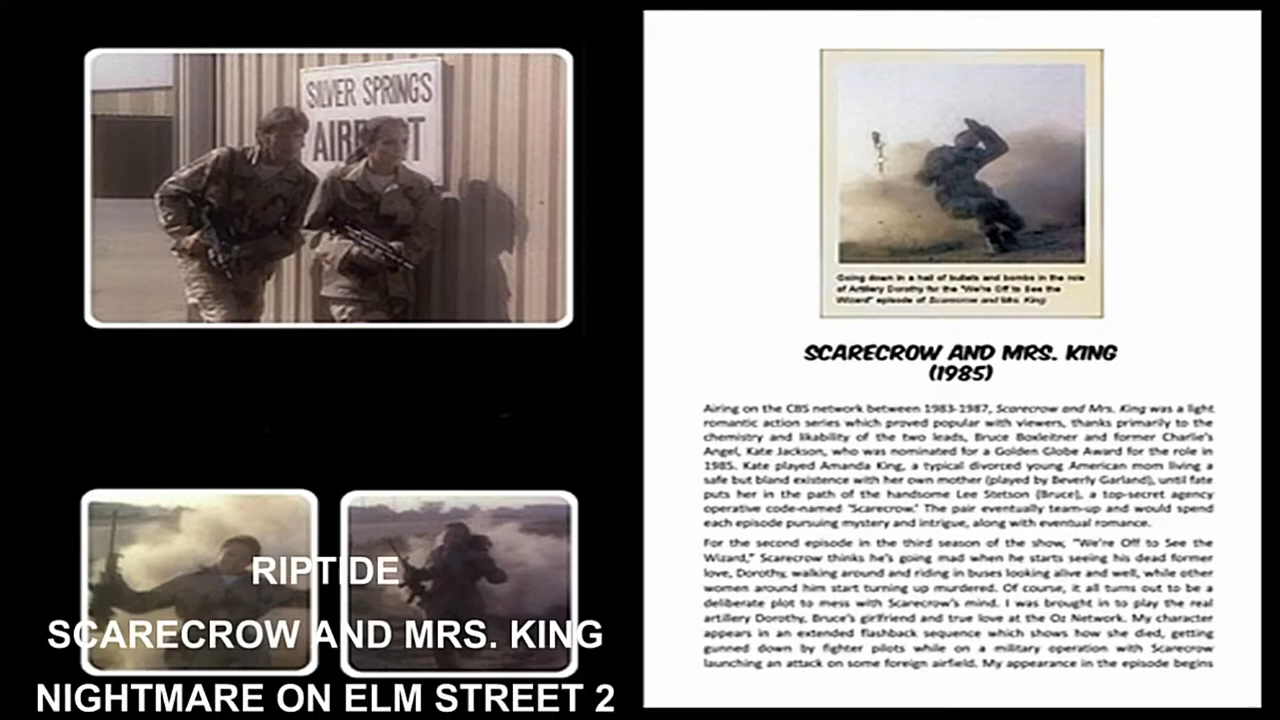 SILVER SPRINGS
AIRPORT
RIPTIDE
SCARECROW AND MRS. KING
NIGHTMARE ON ELM STREET 2
Going down in a hail of bullets and bombs in the role
of Artillery Dorothy for the "We're Off to See the
Wizard" episode of Scarecrow and Mrs. King
SCARECROW AND MRS. KING
(1985)
Airing on the CBS network between 1983-1987, Scarecrow and Mrs. King was a light
romantic action series which proved popular with viewers, thanks primarily to the
chemistry and likability of the two leads, Bruce Boxleitner and former Charlie's
Angel, Kate Jackson, who was nominated for a Golden Globe Award for the role in
1985. Kate played Amanda King, a typical divorced young American mom living a
safe but bland existence with her own mother (played by Beverly Garland), until fate
puts her in the path of the handsome Lee Stetson (Bruce), a top-secret agency
operative code-named "Scarecrow." The pair eventually team-up and would spend
each episode pursuing mystery and intrigue, along with eventual romance.
For the second episode in the third season of the show, "We're Off to See the
Wizard," Scarecrow thinks he's going mad when he starts seeing his dead former
love, Dorothy, walking around and riding in buses looking alive and well, while other
women around him start turning up murdered. Of course, it all turns out to be a
deliberate plot to mess with Scarecrow's mind. I was brought in to play the real
artillery Dorothy, Bruce's girlfriend and true love at the Oz Network. My character
appears in an extended flashback sequence which shows how she died, getting
gunned down by fighter pilots while on a military operation with Scarecrow
launching an attack on some foreign airfield. My appearance in the episode begins